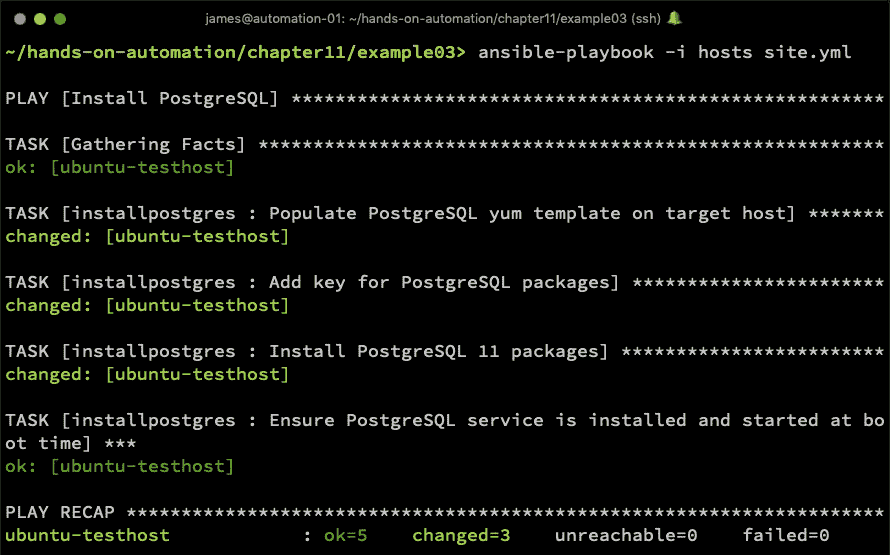 james@automation-01: ~/hands-on-automation/chapter11/example03 (ssh)
~/hands-on-automation/chapter11/example03> ansible-playbook -i hosts site.yml
PLAY [Install PostgreSQL] ******************************************************
TASK [Gathering Facts] *********************************************************
ok: [ubuntu-testhost]
TASK [installpostgres : Populate PostgreSQL yum template on target host] *******
changed: [ubuntu-testhost]
TASK [installpostgres : Add key for PostgreSQL packages] ***********************
changed: [ubuntu-testhost]
TASK [installpostgres : Install PostgreSQL 11 packages] ************************
changed: [ubuntu-testhost]
TASK [installpostgres : Ensure PostgreSQL service is installed and started at bo
ot time] ***
ok: [ubuntu-testhost]
PLAY RECAP *********************************************************************
ubuntu-testhost            : ok=5    changed=3    unreachable=0    failed=0